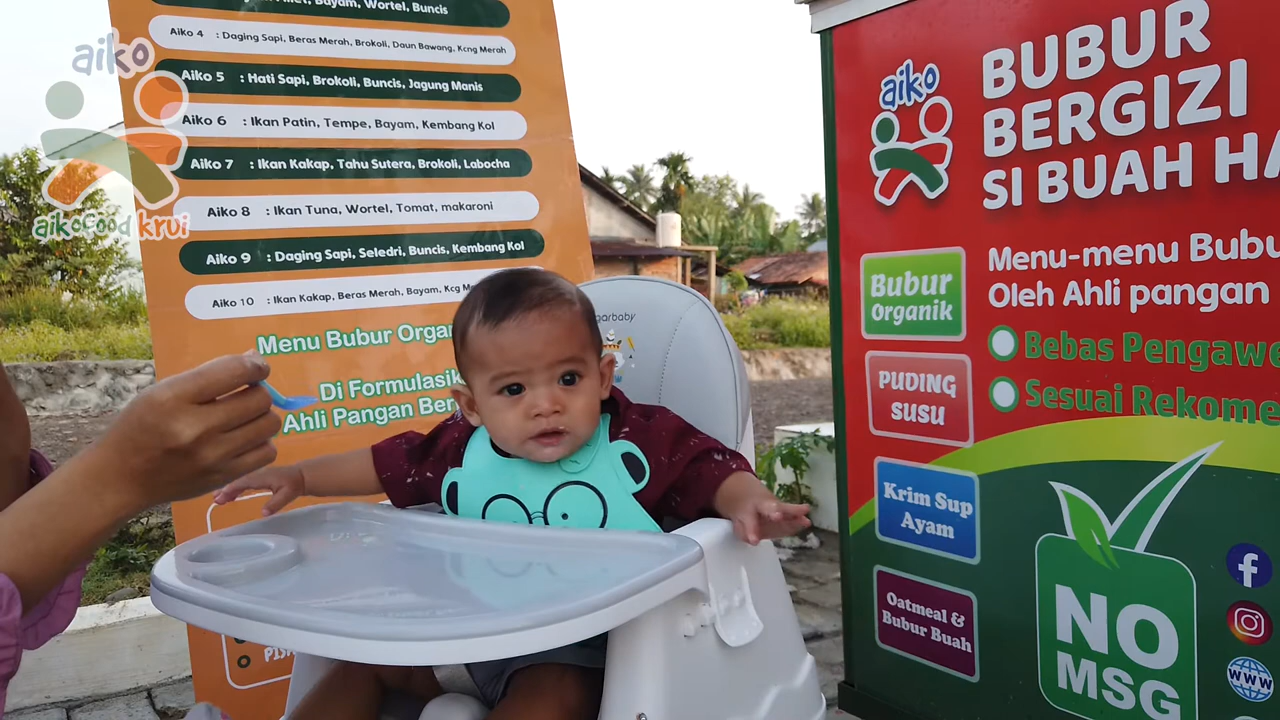 aiko
aikoFood krui
Bayam, Wortel, Buncis
Aiko 4 : Daging Sapi, Beras Merah, Brokoli, Daun Bawang, Kcng Merah
Aiko 5 : Hati Sapi, Brokoli, Buncis, Jagung Manis
Aiko 6 : Ikan Patin, Tempe, Bayam, Kembang Kol
Aiko 7 : Ikan Kakap, Tahu Sutera, Brokoli, Labocha
Aiko 8 : Ikan Tuna, Wortel, Tomat, makaroni
Aiko 9 : Daging Sapi, Seledri, Buncis, Kembang Kol
Aiko 10 : Ikan Kakap, Beras Merah, Bayam, Kcg
Menu Bubur Organ
Di Formulasik
Ahli Pangan Ber
aiko
BUBUR
BERGIZI
SI BUAH HA
Menu-menu Bubu
Oleh Ahli pangan
Bebas Pengawe
Sesuai Rekome
Bubur
Organik
PUDING
SUSU
Krim Sup
Ayam
Oatmeal &
Bubur Buah
NO
MSG
www